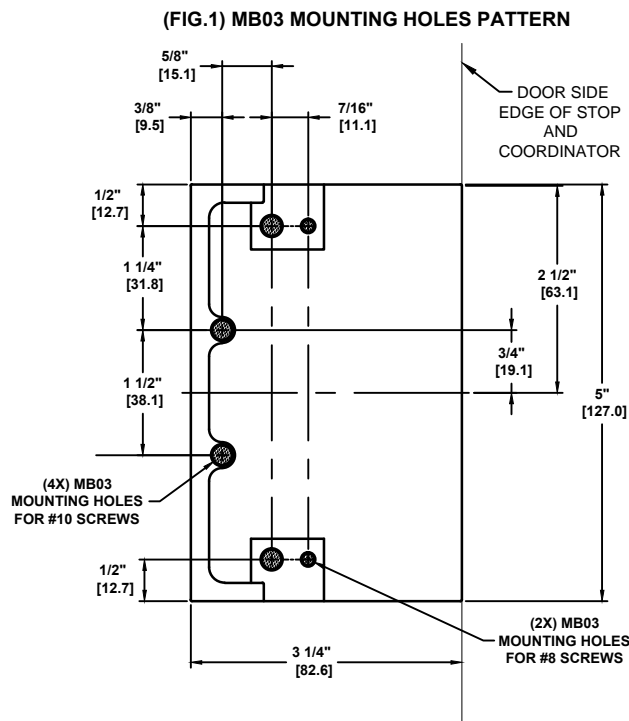 (FIG.1) MB03 MOUNTING HOLES PATTERN
5/8"
[15.1]
3/8"
[9.5]
7/16"
[11.1]
DOOR SIDE
EDGE OF STOP
AND
COORDINATOR
1/2"
[12.7]
1 1/4"
[31.8]
2 1/2"
[63.1]
3/4"
[19.1]
1 1/2"
[38.1]
5"
[127.0]
(4X) MB03
MOUNTING HOLES
FOR #10 SCREWS
1/2"
[12.7]
(2X) MB03
MOUNTING HOLES
FOR #8 SCREWS
3 1/4"
[82.6]